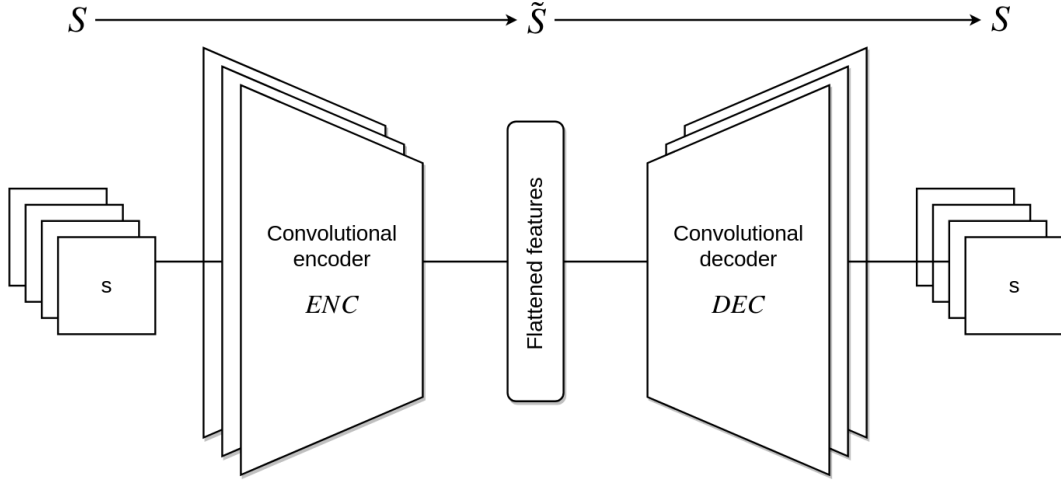 S S̃ S
s
Convolutional
encoder
ENC
Flattened features
Convolutional
decoder
DEC
s